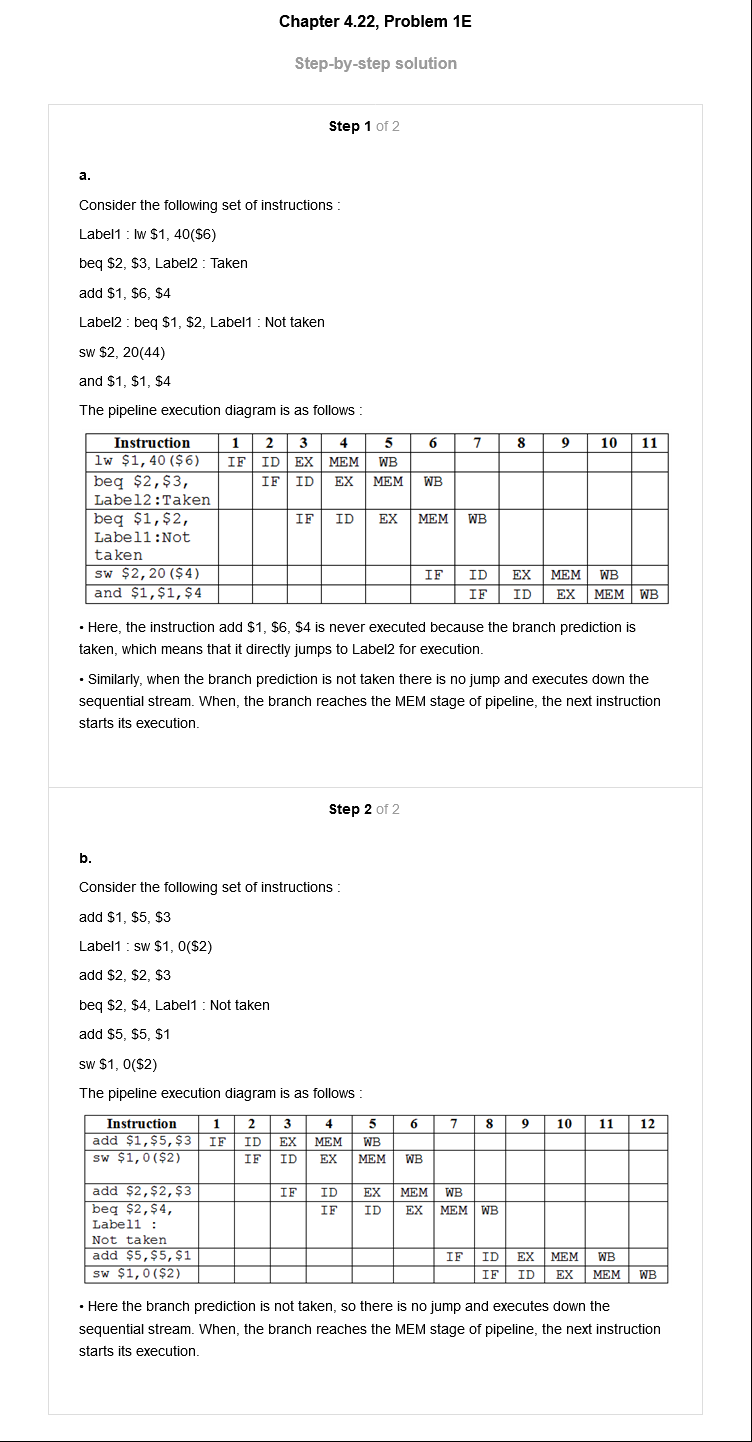 Chapter 4.22, Problem 1E
Step-by-step solution
Step 1 of 2
a.
Consider the following set of instructions :
Label1 : lw $1, 40($6)
beq $2, $3, Label2 : Taken
add $1, $6, $4
Label2 : beq $1, $2, Label1 : Not taken
sw $2, 20(44)
and $1, $1, $4
The pipeline execution diagram is as follows :
Instruction 1 2 3 4 5 6 7 8 9 10 11
lw $1,40($6) IF ID EX MEM WB
beq $2,$3, IF ID EX MEM WB
Label2:Taken
beq $1,$2, IF ID EX MEM WB
Label1:Not
taken
sw $2,20($4) IF ID EX MEM WB
and $1,$1,$4 IF ID EX MEM WB
• Here, the instruction add $1, $6, $4 is never executed because the branch prediction is
taken, which means that it directly jumps to Label2 for execution.
• Similarly, when the branch prediction is not taken there is no jump and executes down the
sequential stream. When, the branch reaches the MEM stage of pipeline, the next instruction
starts its execution.
Step 2 of 2
b.
Consider the following set of instructions :
add $1, $5, $3
Label1 : sw $1, 0($2)
add $2, $2, $3
beq $2, $4, Label1 : Not taken
add $5, $5, $1
sw $1, 0($2)
The pipeline execution diagram is as follows :
Instruction 1 2 3 4 5 6 7 8 9 10 11 12
add $1,$5,$3 IF ID EX MEM WB
sw $1,0($2) IF ID EX MEM WB
add $2,$2,$3 IF ID EX MEM WB
beq $2,$4, IF ID EX MEM WB
Label1 :
Not taken
add $5,$5,$1 IF ID EX MEM WB
sw $1,0($2) IF ID EX MEM WB
• Here the branch prediction is not taken, so there is no jump and executes down the
sequential stream. When, the branch reaches the MEM stage of pipeline, the next instruction
starts its execution.